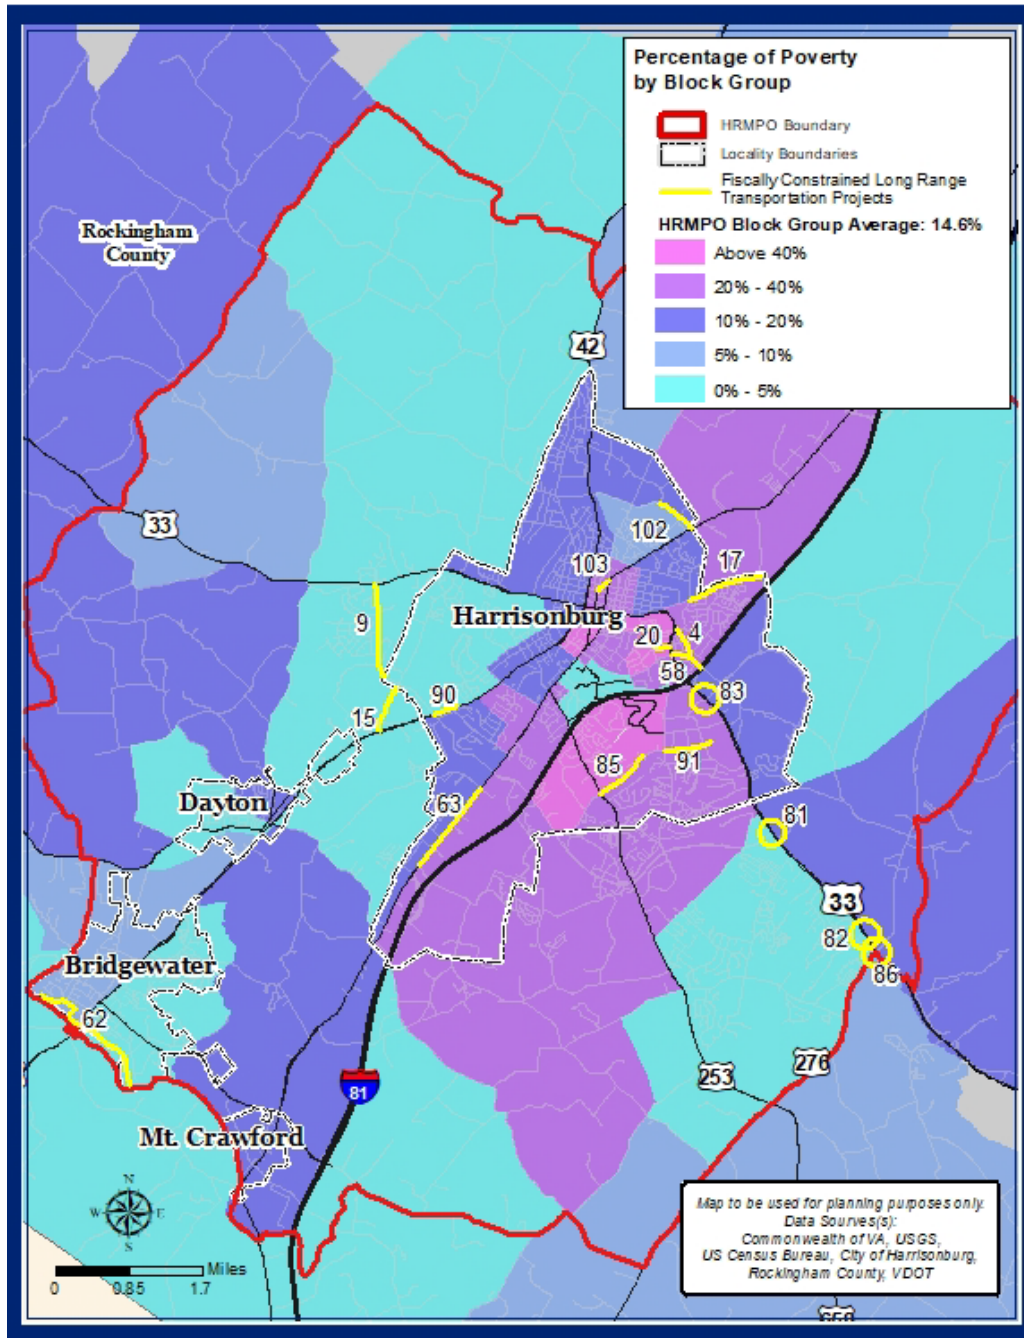 Percentage of Poverty
by Block Group
HRMPO Boundary
Locality Boundaries
Fiscally Constrained Long Range
Transportation Projects
HRMPO Block Group Average: 14.6%
Above 40%
20% - 40%
10% - 20%
5% - 10%
0% - 5%
Rockingham
County
42
33
102
103
17
Harrisonburg
9
20
4
58
90
83
15
85
91
Dayton
63
81
33
82
Bridgewater
86
62
276
253
81
Mt. Crawford
N
W
E
S
Miles
0
0.85
1.7
Map to be used for planning purposes only.
Data Sourves(s):
Commonwealth of VA, USGS,
US Census Bureau, City of Harrisonburg,
Rockingham County, VDOT